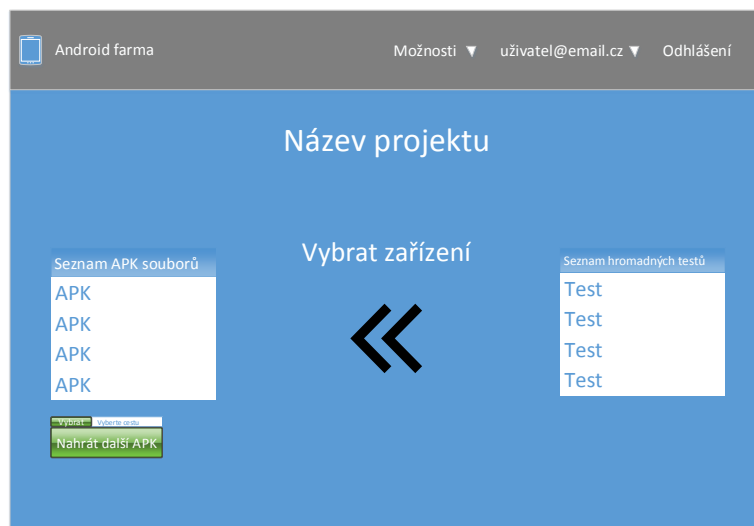 Android farma
Možnosti ▼ uživatel@email.cz ▼ Odhlášení
Název projektu
Vybrat zařízení
Seznam APK souborů
APK
APK
APK
APK
Vybrat Vyberte cestu
Nahrát další APK
Seznam hromadných testů
Test
Test
Test
Test